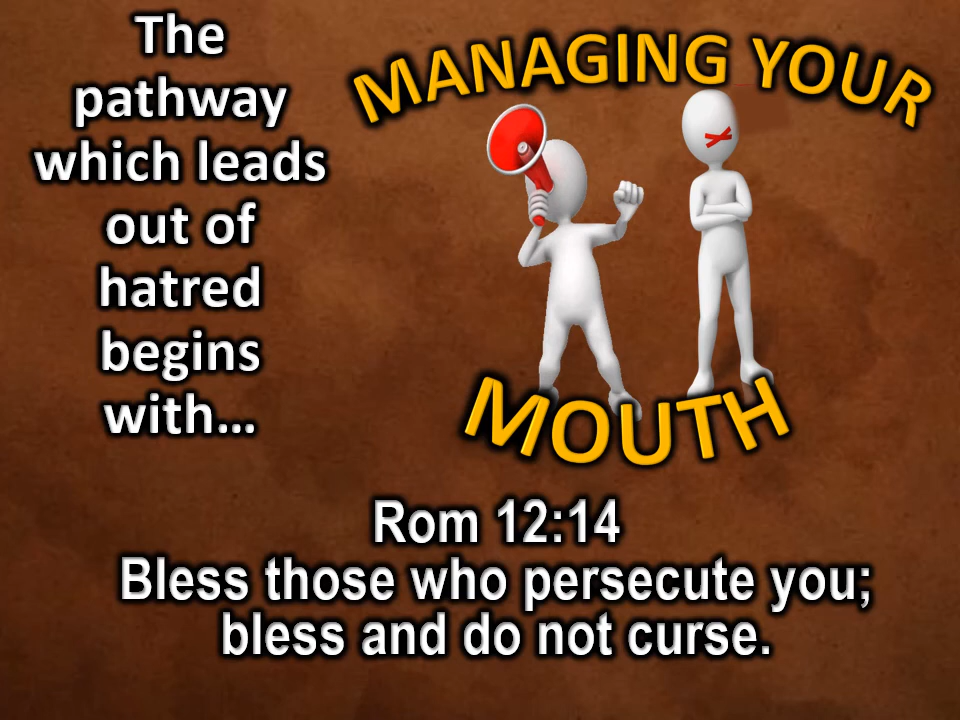 The
pathway
which leads
out of
hatred
begins
with...
MANAGING YOUR
MOUTH
Rom 12:14
Bless those who persecute you;
bless and do not curse.